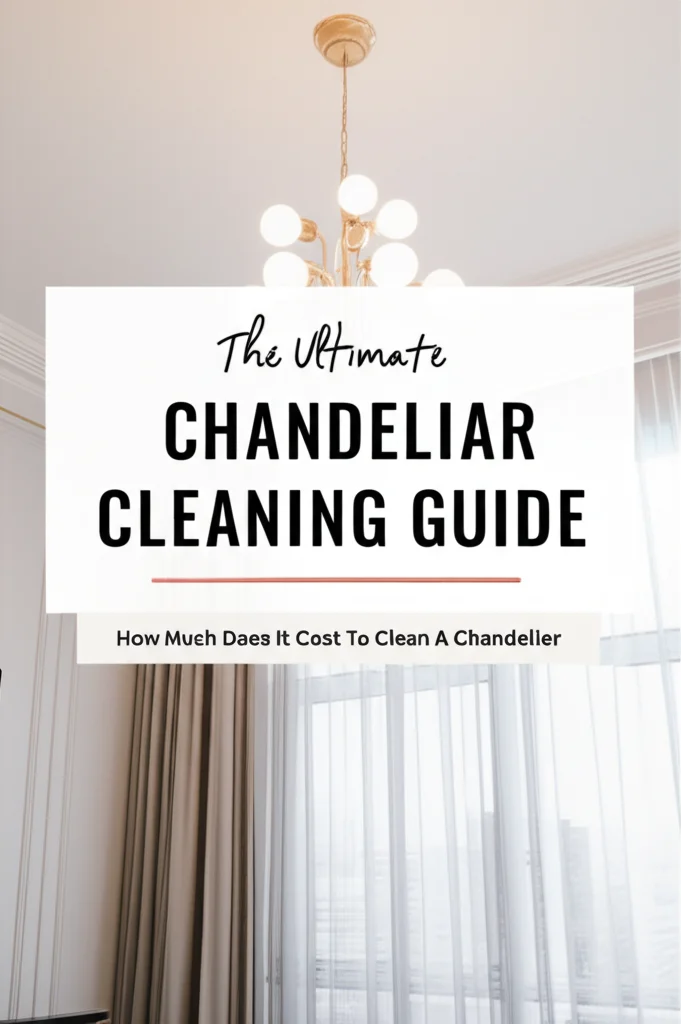 The Ultimate
CHANDELIAR
CLEANING GUIDE
How Much Daes It Cost To Clean A Chandeller